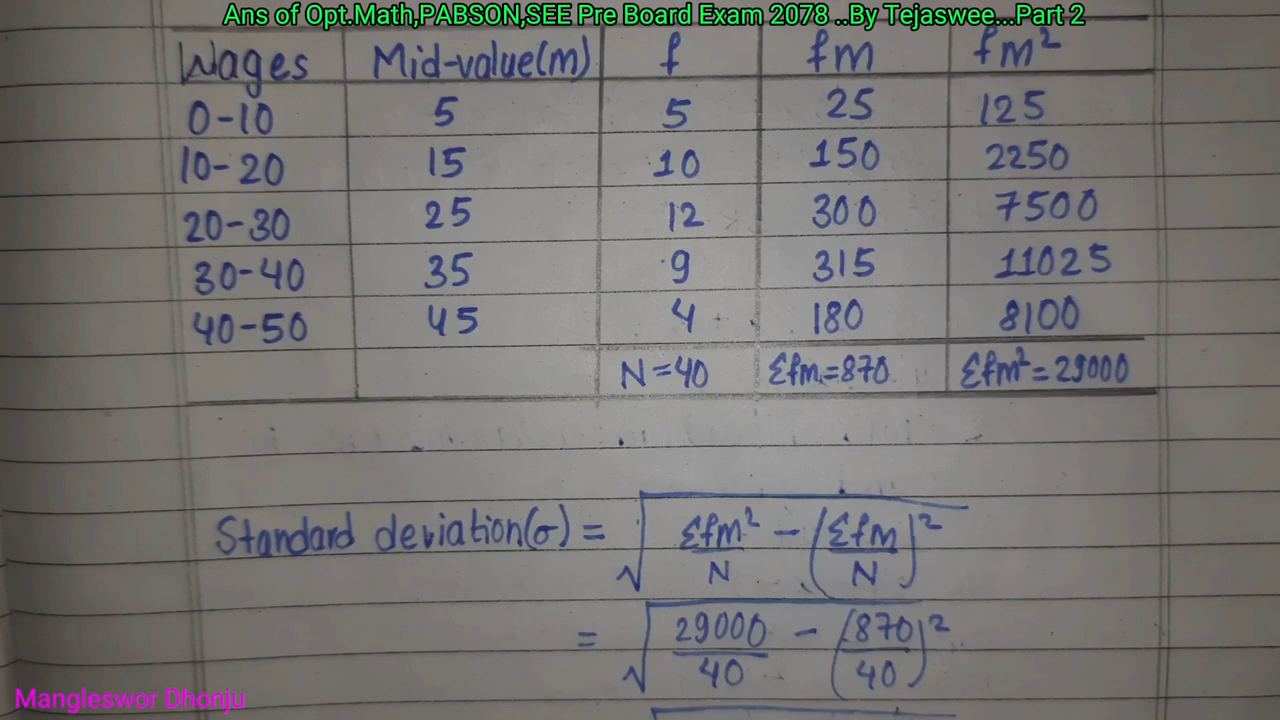 Ans of Opt.Math,PABSON,SEE Pre Board Exam 2078 ..By Tejaswee...Part 2
Wages Mid-value(m) f fm fm²
0-10 5 5 25 125
10-20 15 10 150 2250
20-30 25 12 300 7500
30-40 35 9 315 11025
40-50 45 4 180 8100
N=40 Σfm=870 Σfm²=29000
Standard deviation(σ) = √(Σfm²/N - (Σfm/N)²)
= √(29000/40 - (870/40)²)
Mangleswor Dhonju